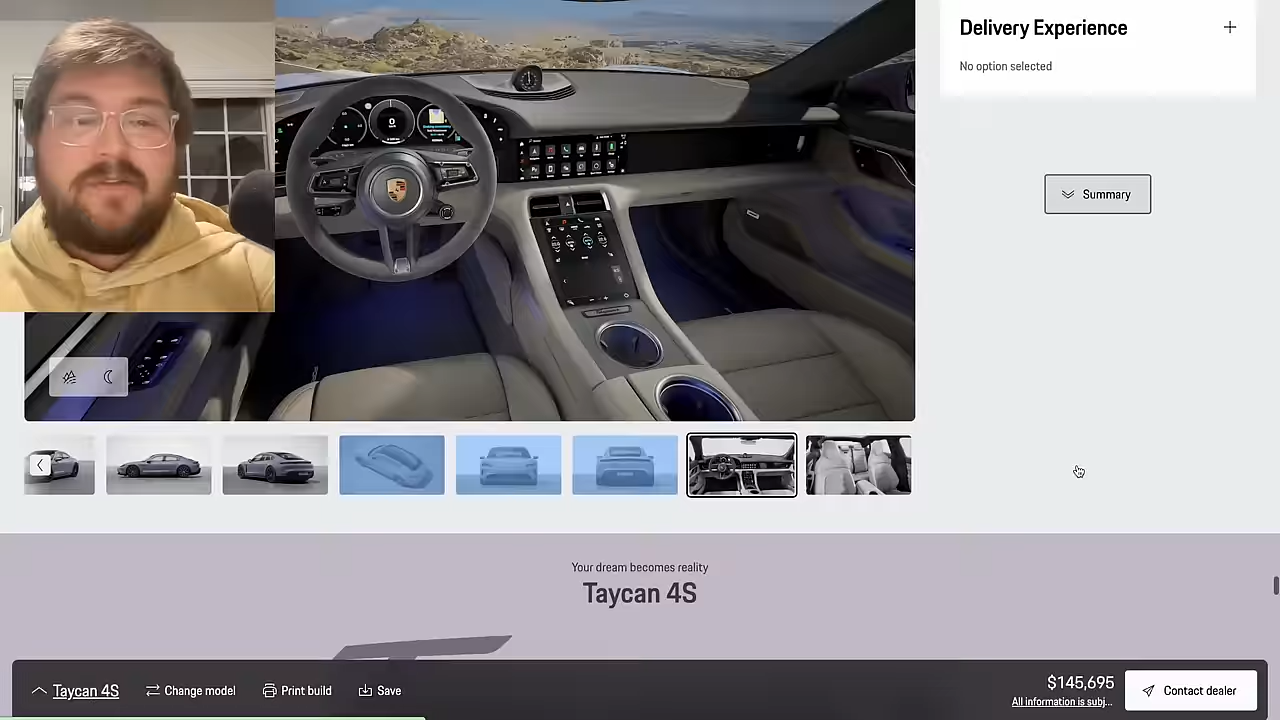 Delivery Experience
No option selected
Summary
Your dream becomes reality
Taycan 4S
Taycan 4S
Change model
Print build
Save
$145,695
All information is subj...
Contact dealer